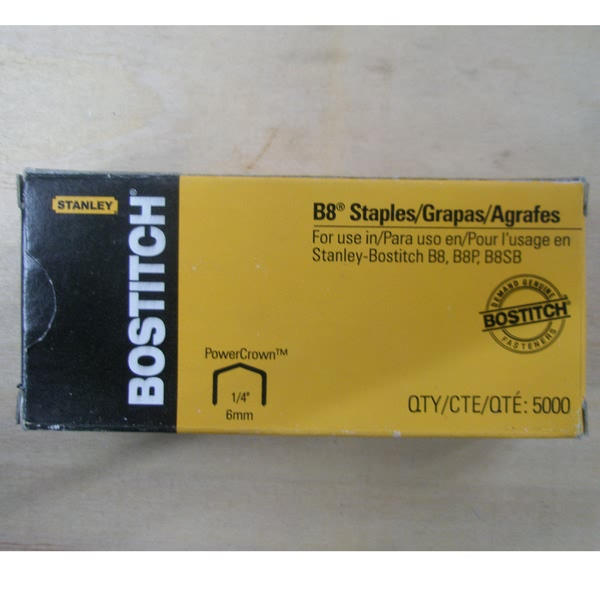 STANLEY
BOSTITCH®
B8® Staples/Grapas/Agrafes
For use in/Para uso en/Pour l'usage en
Stanley-Bostitch B8, B8P, B8SB
DEMAND GENUINE
BOSTITCH®
FASTENERS
PowerCrown™
1/4"
6mm
QTY/CTE/QTÉ: 5000